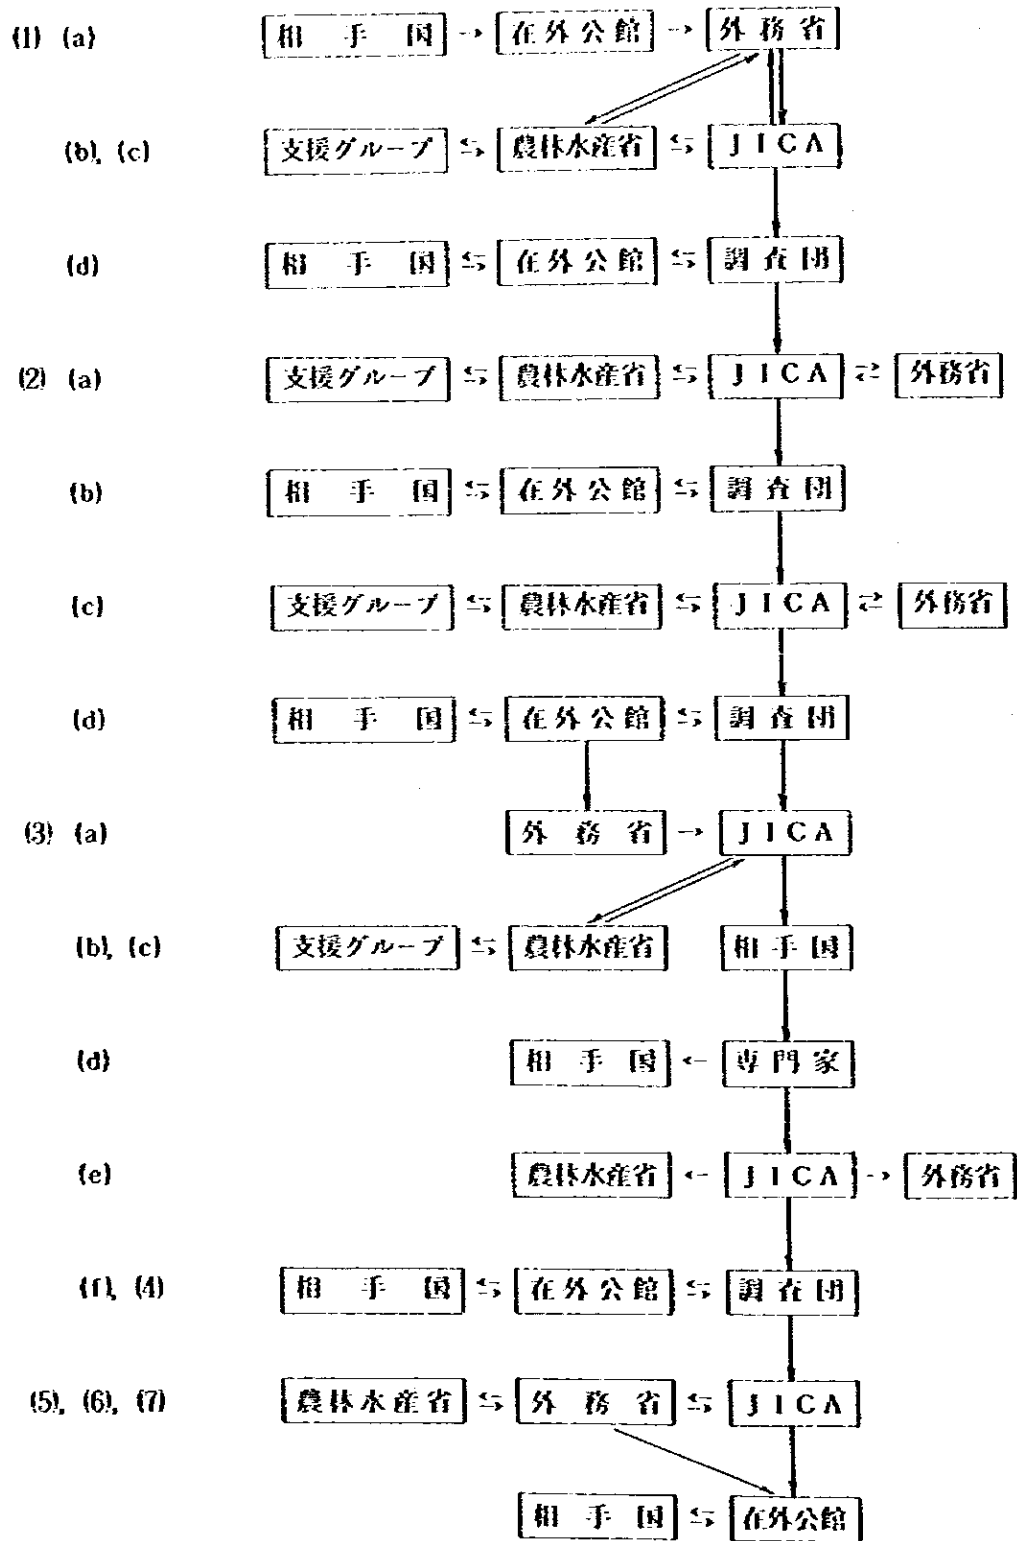 (1) (a) 相手国 → 在外公館 → 外務省
(b), (c) 支援グループ ⇆ 農林水産省 ⇆ JICA
(d) 相手国 ⇆ 在外公館 ⇆ 調査団
(2) (a) 支援グループ ⇆ 農林水産省 ⇆ JICA ⇄ 外務省
(b) 相手国 ⇆ 在外公館 ⇆ 調査団
(c) 支援グループ ⇆ 農林水産省 ⇆ JICA ⇄ 外務省
(d) 相手国 ⇆ 在外公館 ⇆ 調査団
(3) (a) 外務省 → JICA
(b), (c) 支援グループ ⇆ 農林水産省 相手国
(d) 相手国 ← 専門家
(e) 農林水産省 ← JICA → 外務省
(f), (4) 相手国 ⇆ 在外公館 ⇆ 調査団
(5), (6), (7) 農林水産省 ⇆ 外務省 ⇆ JICA
相手国 ⇆ 在外公館